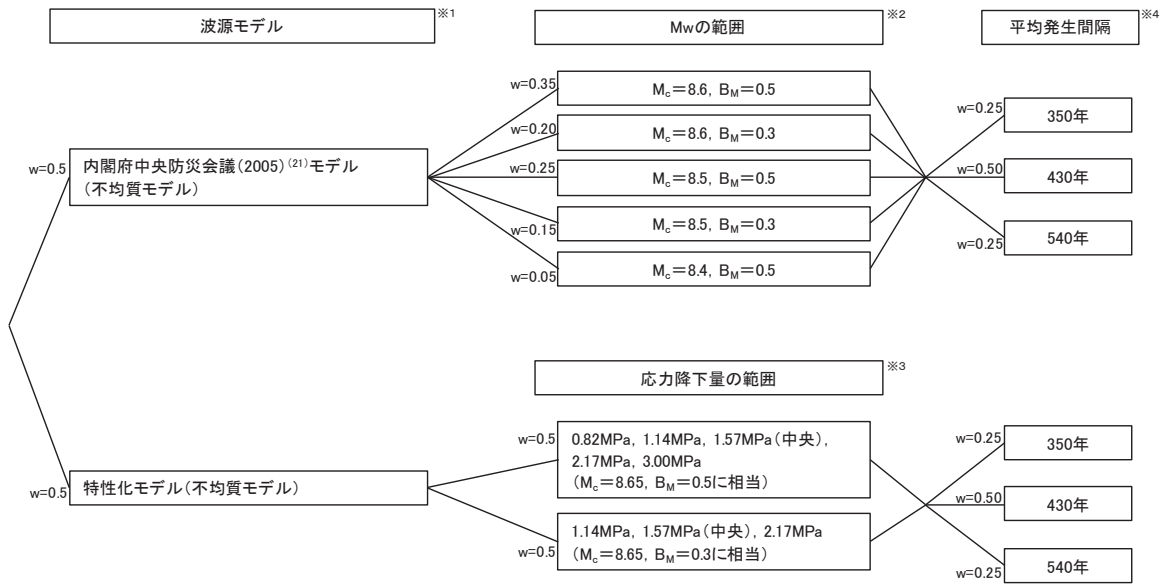 波源モデル ※1
Mwの範囲 ※2
平均発生間隔 ※4
w=0.5
内閣府中央防災会議(2005)(21)モデル
(不均質モデル)
w=0.35
Mc=8.6, BM=0.5
w=0.20
Mc=8.6, BM=0.3
w=0.25
Mc=8.5, BM=0.5
w=0.15
Mc=8.5, BM=0.3
w=0.05
Mc=8.4, BM=0.5
w=0.25
350年
w=0.50
430年
w=0.25
540年
応力降下量の範囲 ※3
w=0.5
特性化モデル(不均質モデル)
w=0.5
0.82MPa, 1.14MPa, 1.57MPa(中央),
2.17MPa, 3.00MPa
(Mc=8.65, BM=0.5に相当)
w=0.5
1.14MPa, 1.57MPa(中央), 2.17MPa
(Mc=8.65, BM=0.3に相当)
w=0.25
350年
w=0.50
430年
w=0.25
540年